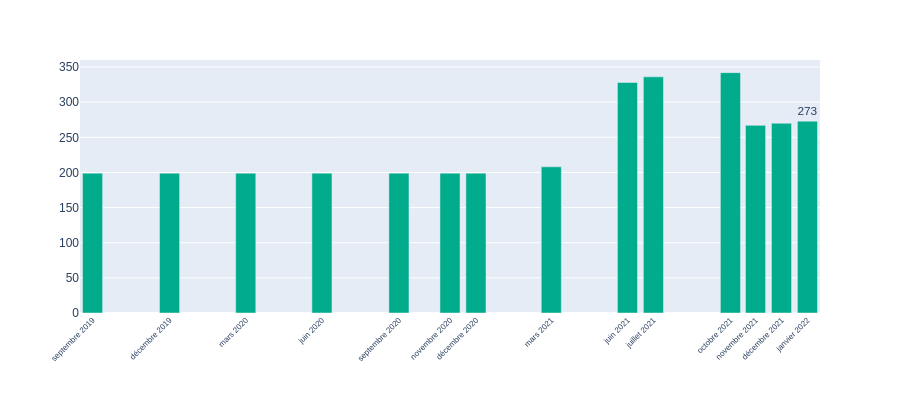 350
300
250
200
150
100
50
0
273
septembre 2019
décembre 2019
mars 2020
juin 2020
septembre 2020
novembre 2020
décembre 2020
mars 2021
juin 2021
juillet 2021
octobre 2021
novembre 2021
décembre 2021
janvier 2022